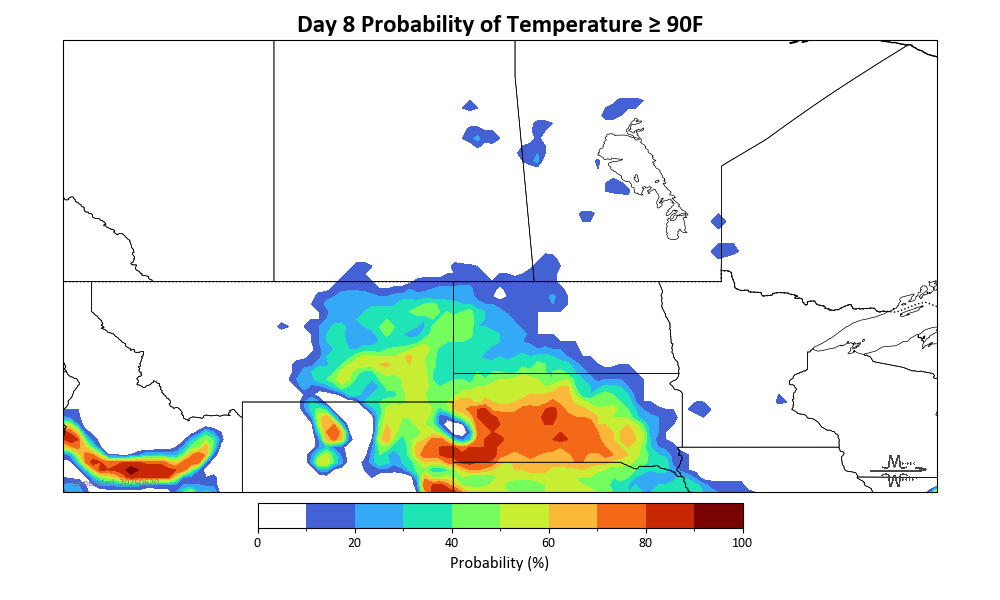 Day 8 Probability of Temperature ≥ 90F
M
W
0 20 40 60 80 100
Probability (%)